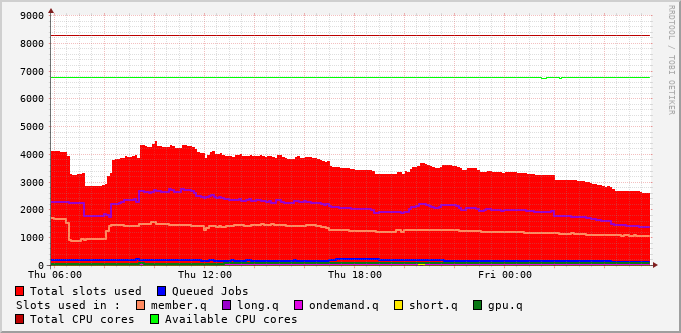 RRDTOOL / TOBI OETIKER
9000
8000
7000
6000
5000
4000
3000
2000
1000
0
Thu 06:00 Thu 12:00 Thu 18:00 Fri 00:00
Total slots used Queued Jobs
Slots used in : member.q long.q ondemand.q short.q gpu.q
Total CPU cores Available CPU cores